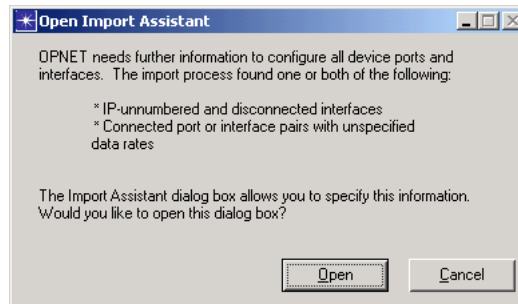 Open Import Assistant
OPNET needs further information to configure all device ports and
interfaces. The import process found one or both of the following:
* IP-unnumbered and disconnected interfaces
* Connected port or interface pairs with unspecified
data rates
The Import Assistant dialog box allows you to specify this information.
Would you like to open this dialog box?
Open Cancel